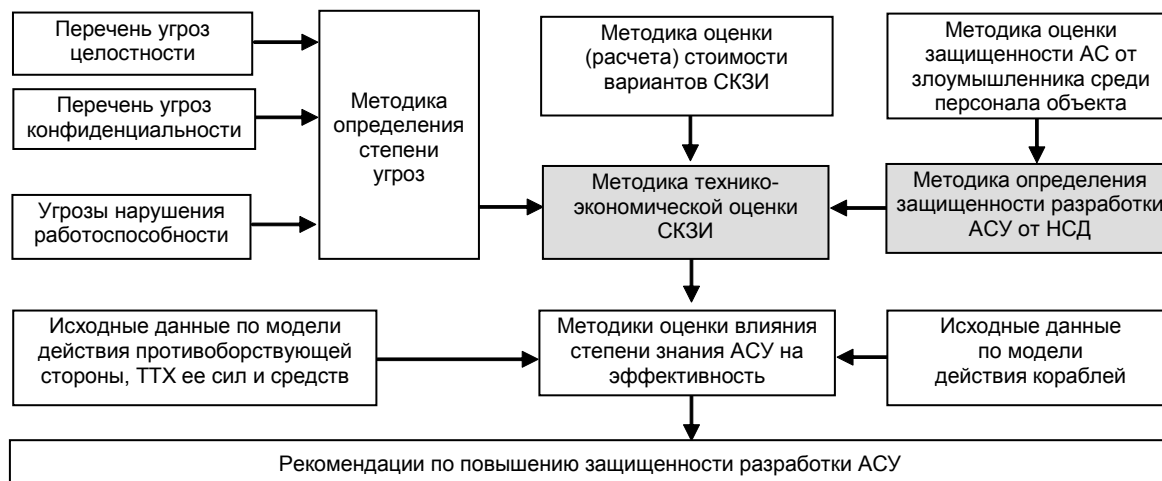 Перечень угроз
целостности
Перечень угроз
конфиденциальности
Угрозы нарушения
работоспособности
Методика
определения
степени
угроз
Методика оценки
(расчета) стоимости
вариантов СКЗИ
Методика оценки
защищенности АС от
злоумышленника среди
персонала объекта
Методика технико-
экономической оценки
СКЗИ
Методика определения
защищенности разработки
АСУ от НСД
Исходные данные по модели
действия противоборствующей
стороны, ТТХ ее сил и средств
Методики оценки влияния
степени знания АСУ на
эффективность
Исходные данные
по модели
действия кораблей
Рекомендации по повышению защищенности разработки АСУ